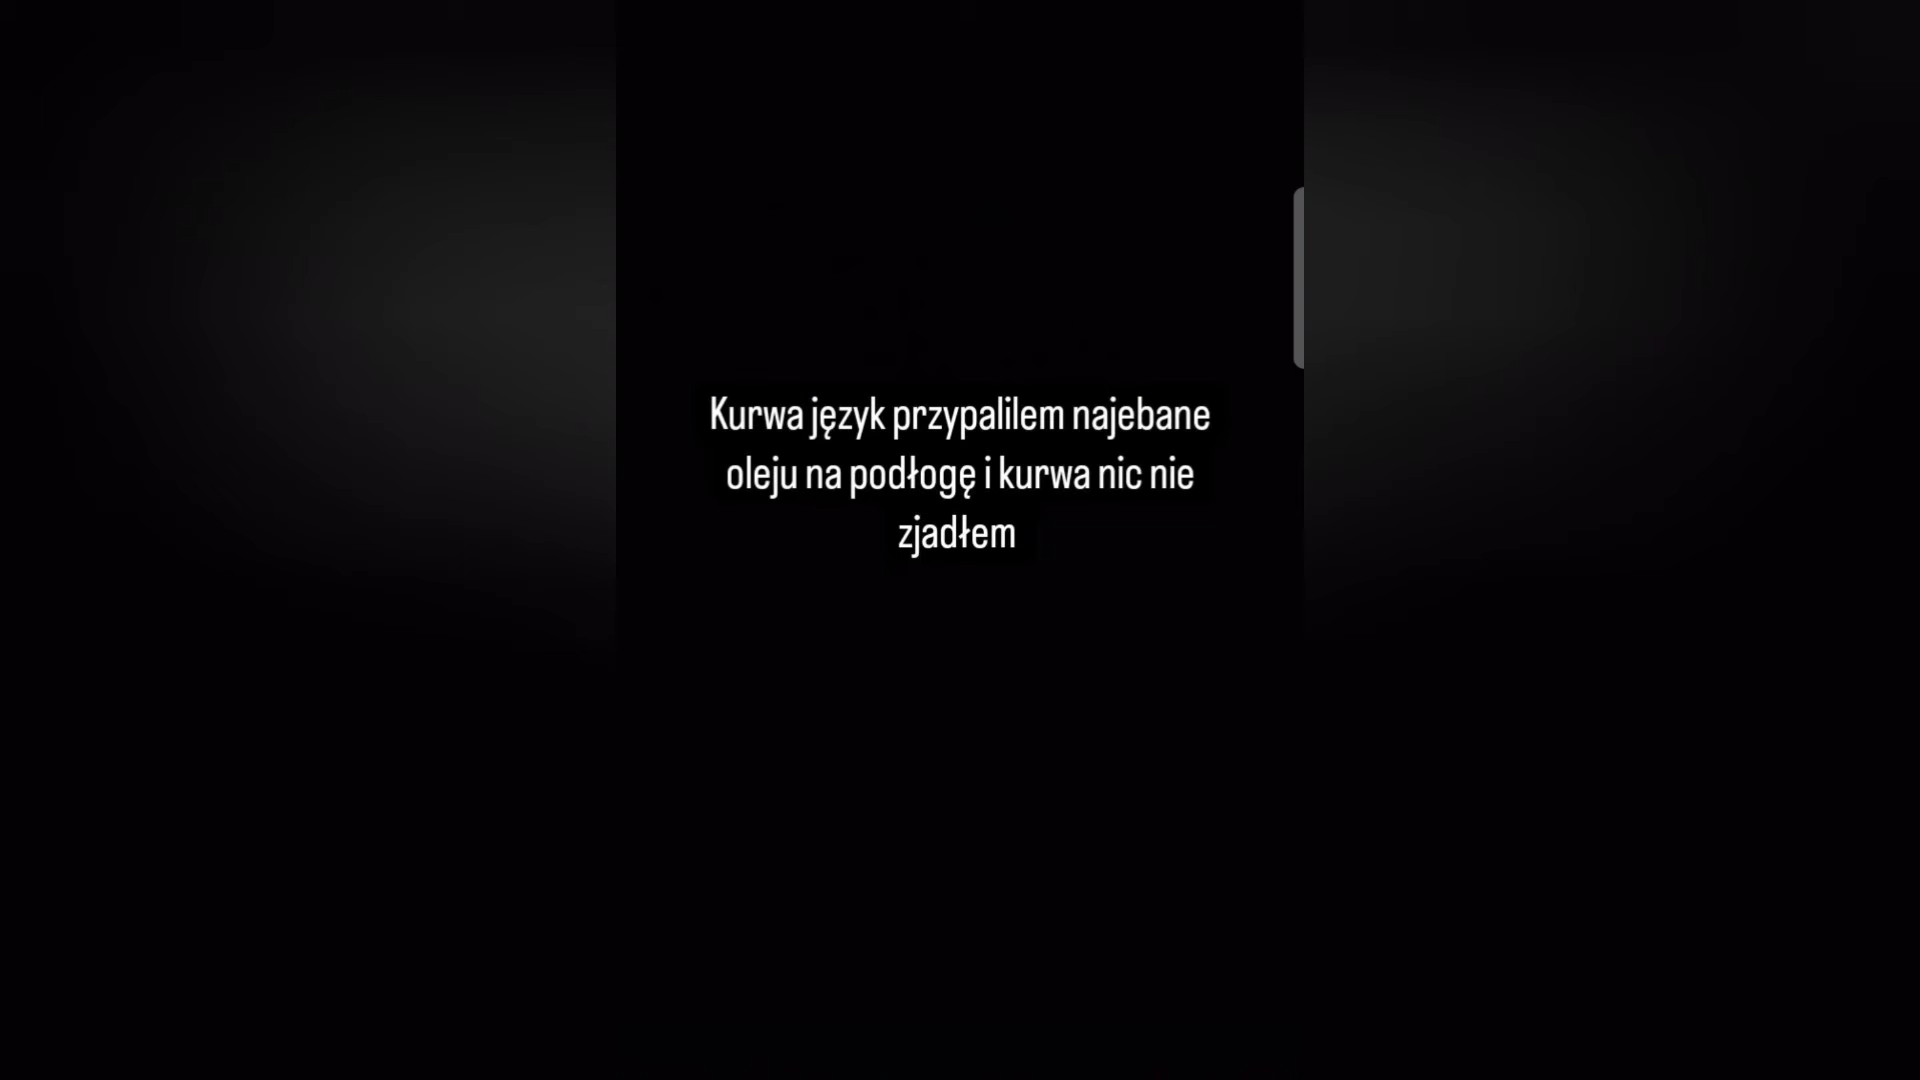 Kurwa język przypalilem najebane
oleju na podłogę i kurwa nic nie
zjadłem